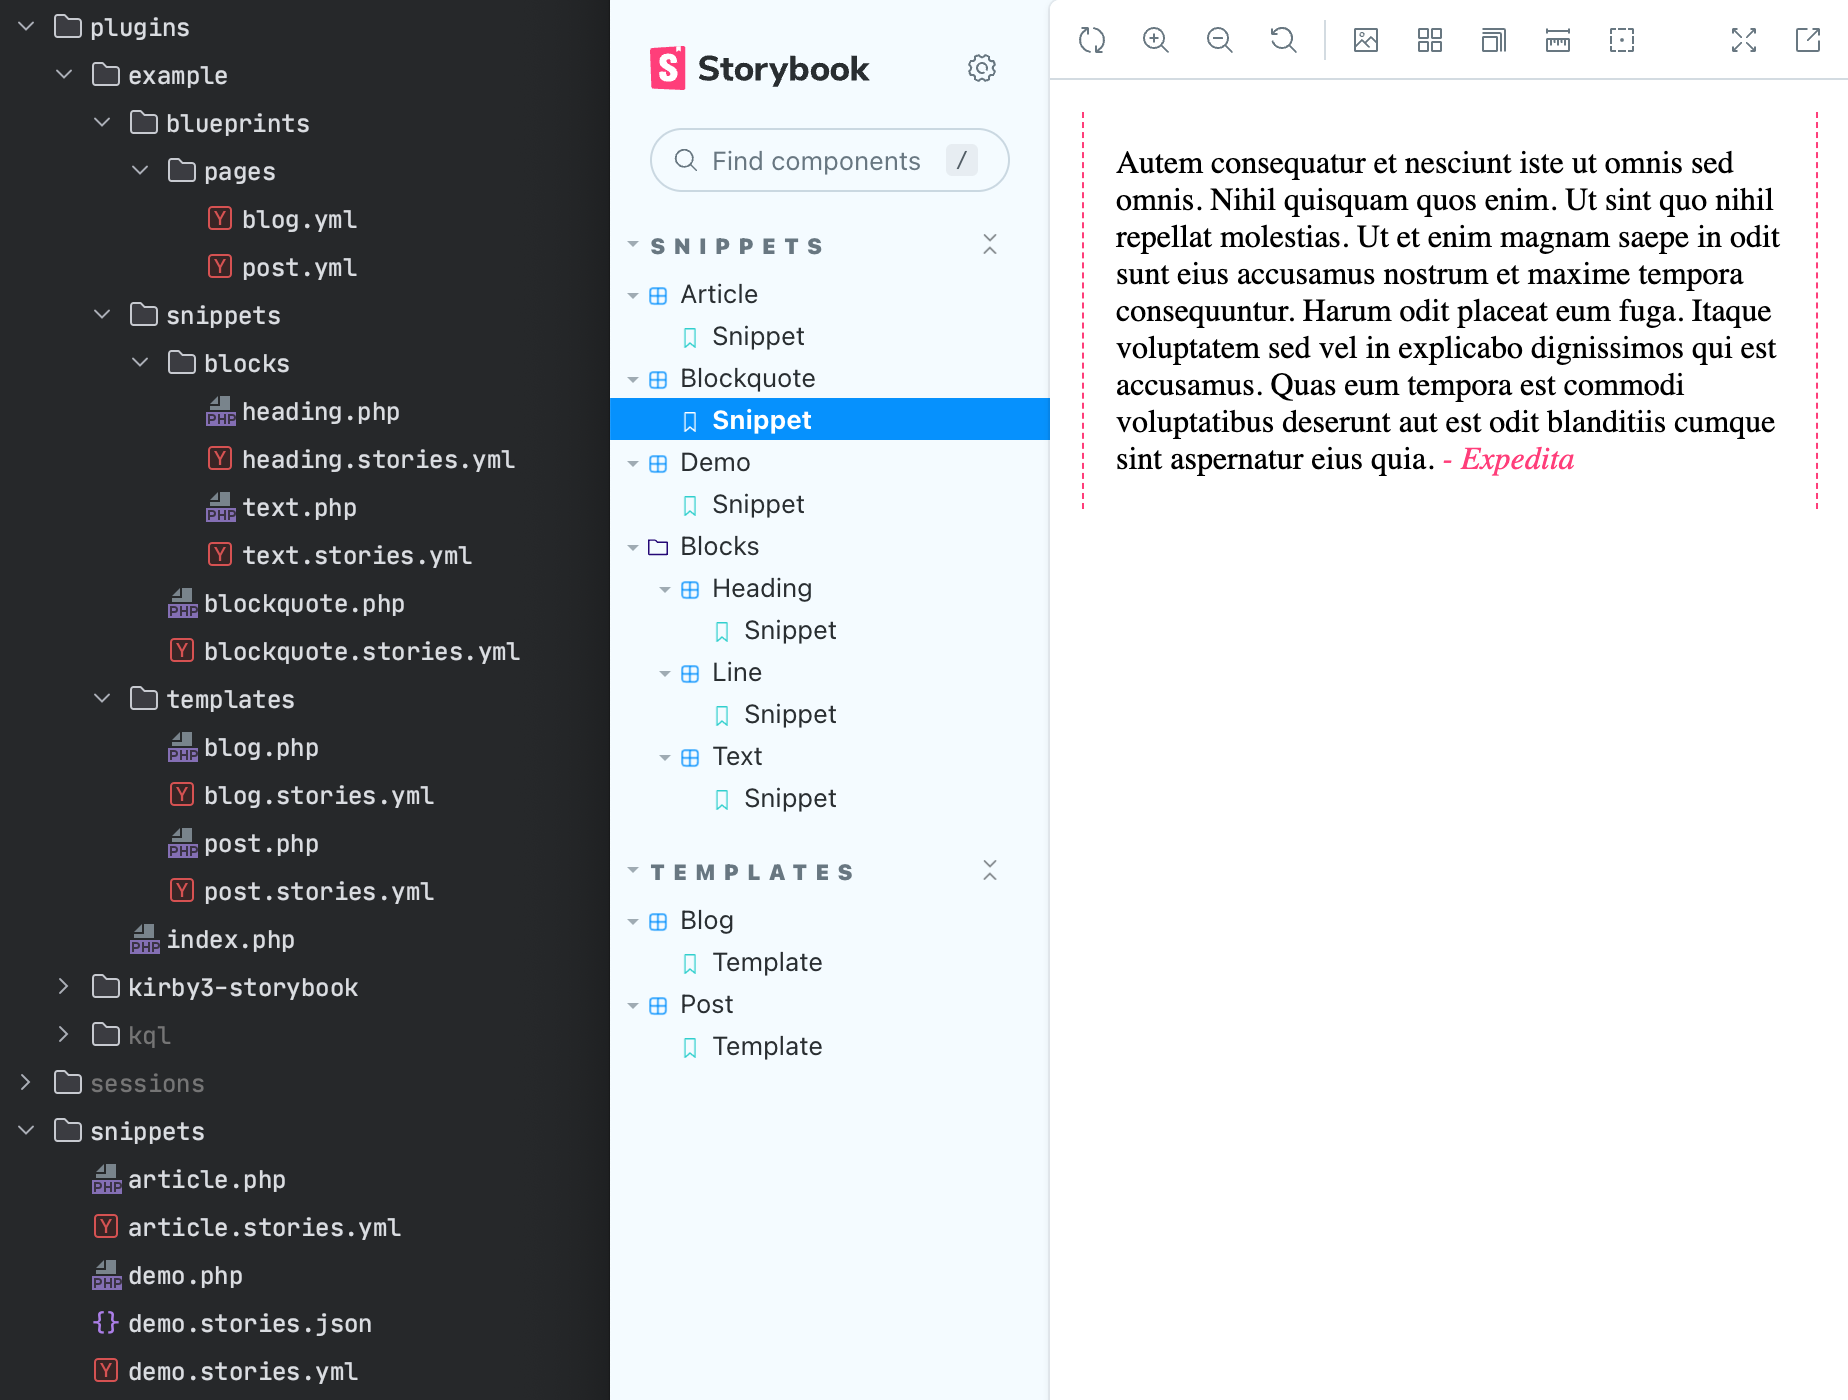 plugins
example
blueprints
pages
blog.yml
post.yml
snippets
blocks
heading.php
heading.stories.yml
text.php
text.stories.yml
blockquote.php
blockquote.stories.yml
templates
blog.php
blog.stories.yml
post.php
post.stories.yml
index.php
kirby3-storybook
kql
sessions
snippets
article.php
article.stories.yml
demo.php
demo.stories.json
demo.stories.yml
Storybook
Find components /
SNIPPETS
Article
Snippet
Blockquote
Snippet
Demo
Snippet
Blocks
Heading
Snippet
Line
Snippet
Text
Snippet
TEMPLATES
Blog
Template
Post
Template
Autem consequatur et nesciunt iste ut omnis sed
omnis. Nihil quisquam quos enim. Ut sint quo nihil
repellat molestias. Ut et enim magnam saepe in odit
sunt eius accusamus nostrum et maxime tempora
consequuntur. Harum odit placeat eum fuga. Itaque
voluptatem sed vel in explicabo dignissimos qui est
accusamus. Quas eum tempora est commodi
voluptatibus deserunt aut est odit blanditiis cumque
sint aspernatur eius quia. - Expedita